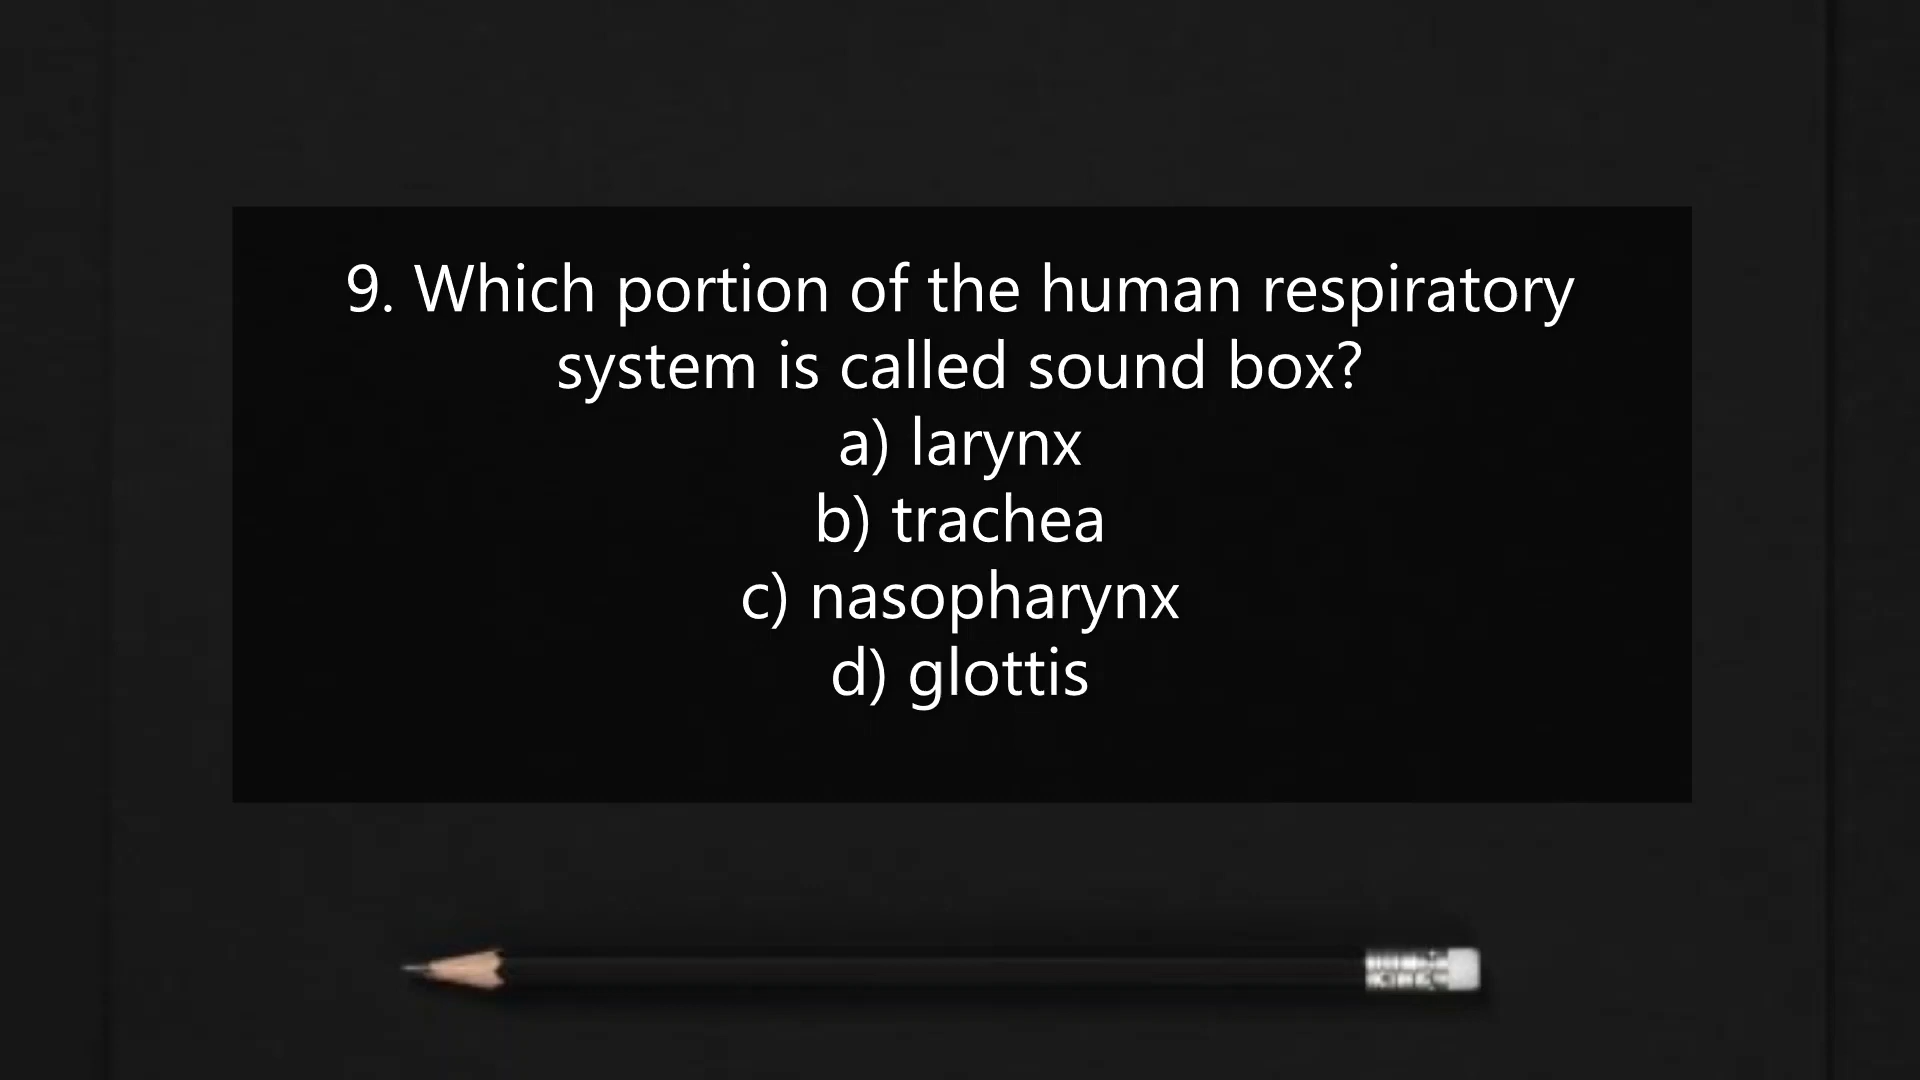 9. Which portion of the human respiratory
system is called sound box?
a) larynx
b) trachea
c) nasopharynx
d) glottis